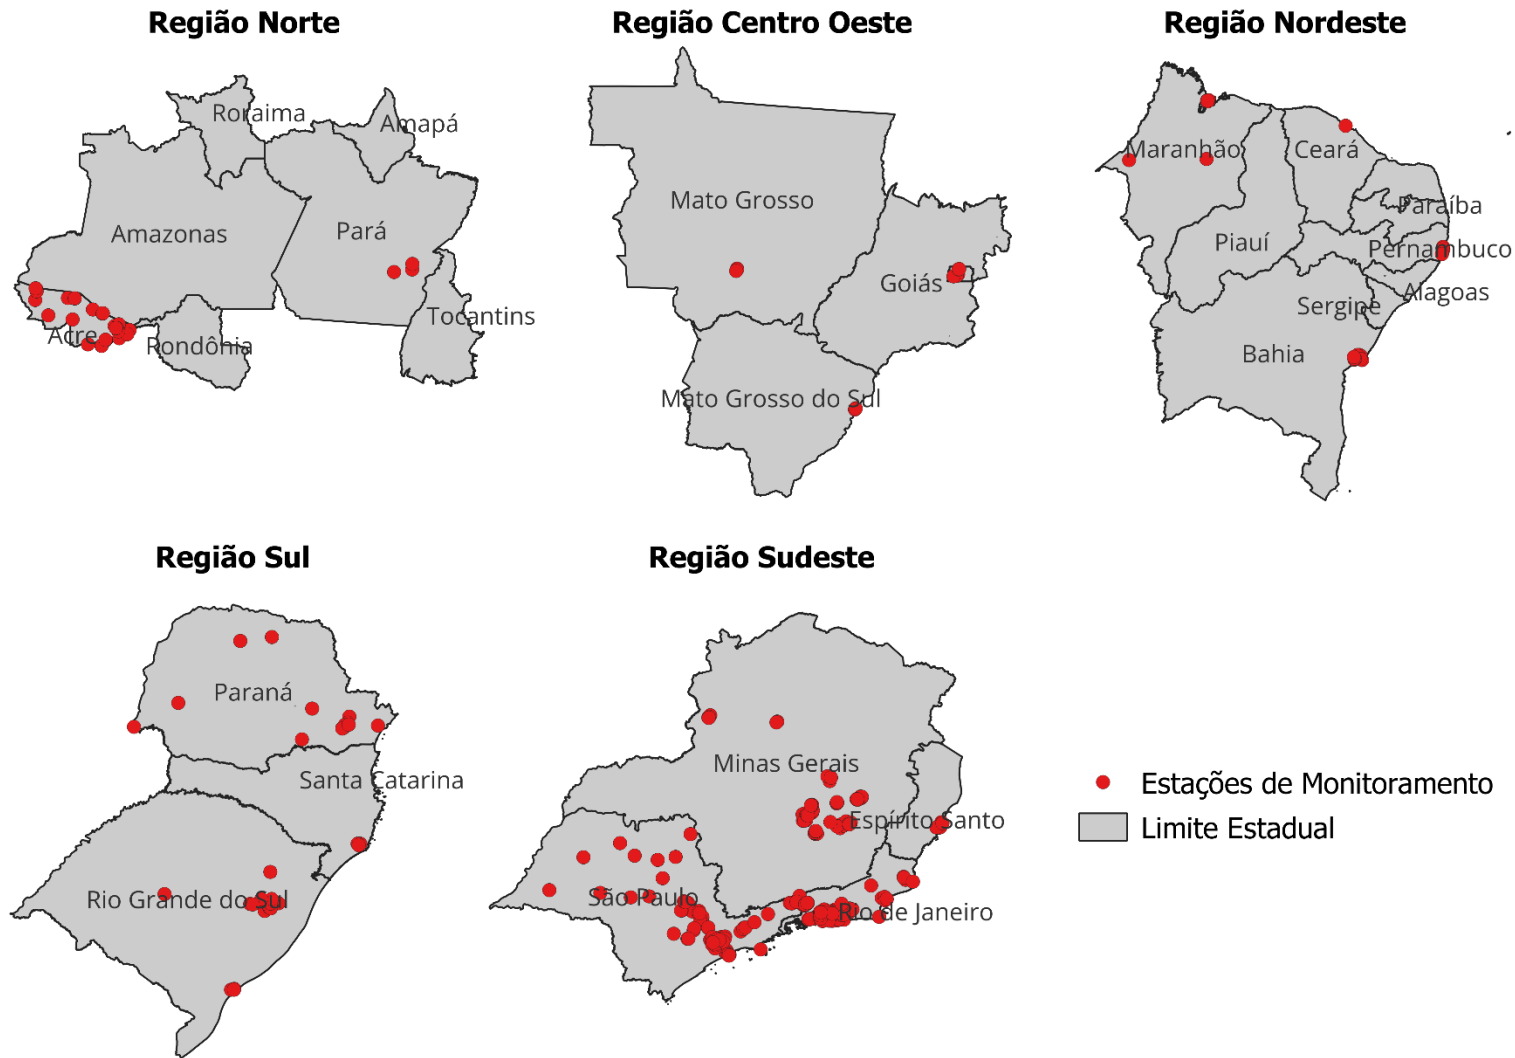 Região Norte
Região Centro Oeste
Região Nordeste
Roraima
Amapá
Amazonas
Pará
Acre
Rondônia
Tocantins
Mato Grosso
Goiás
Mato Grosso do Sul
Maranhão
Ceará
Paraíba
Piauí
Pernambuco
Alagoas
Sergipe
Bahia
Região Sul
Região Sudeste
Paraná
Santa Catarina
Rio Grande do Sul
Minas Gerais
Espírito Santo
São Paulo
Rio de Janeiro
Estações de Monitoramento
Limite Estadual